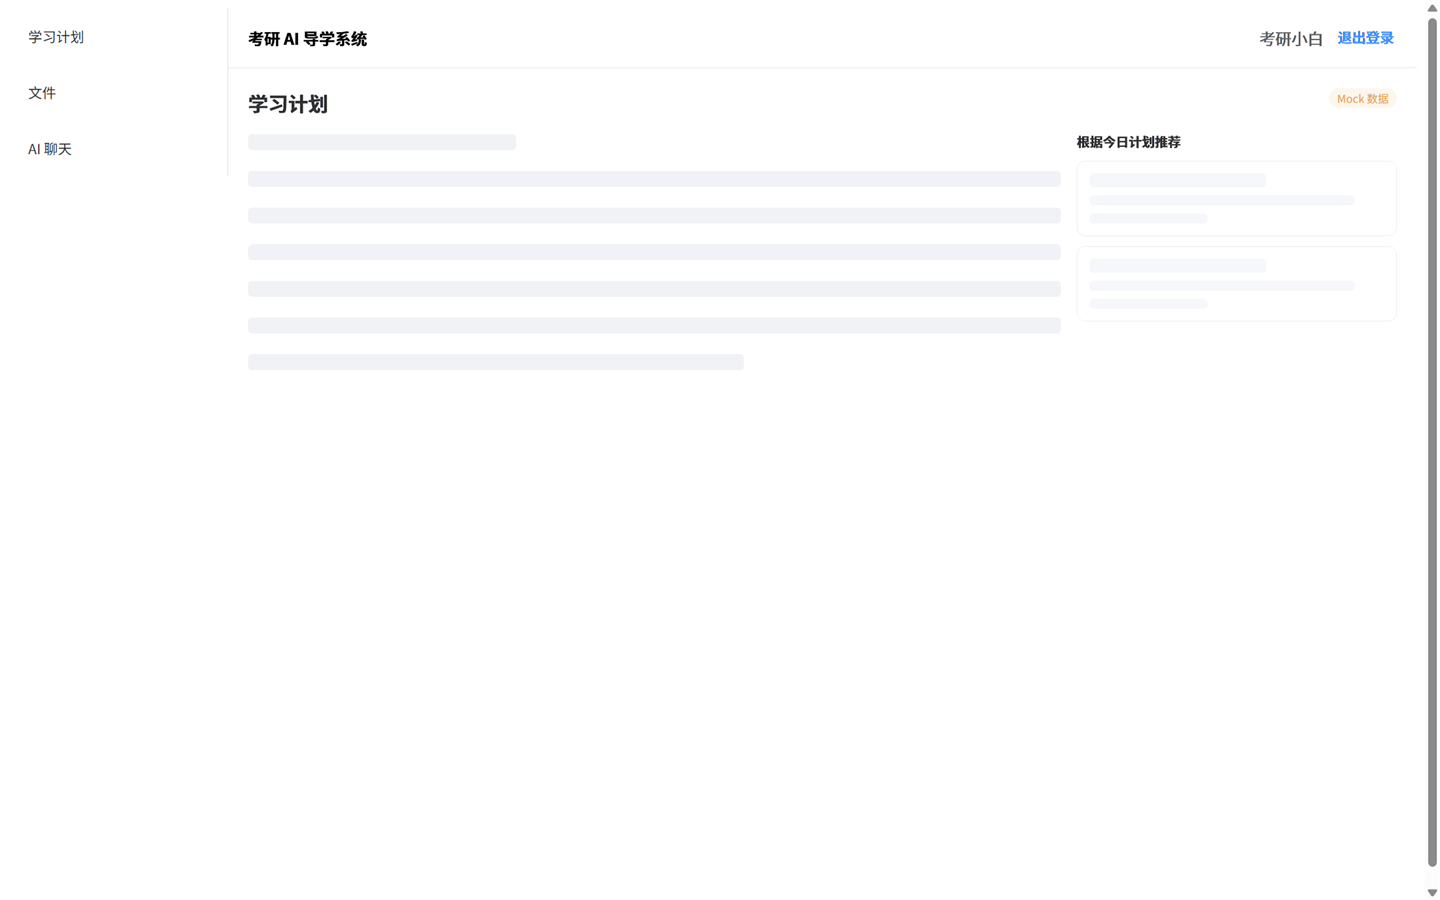 学习计划
文件
AI 聊天
考研 AI 导学系统
考研小白
退出登录
学习计划
Mock 数据
根据今日计划推荐